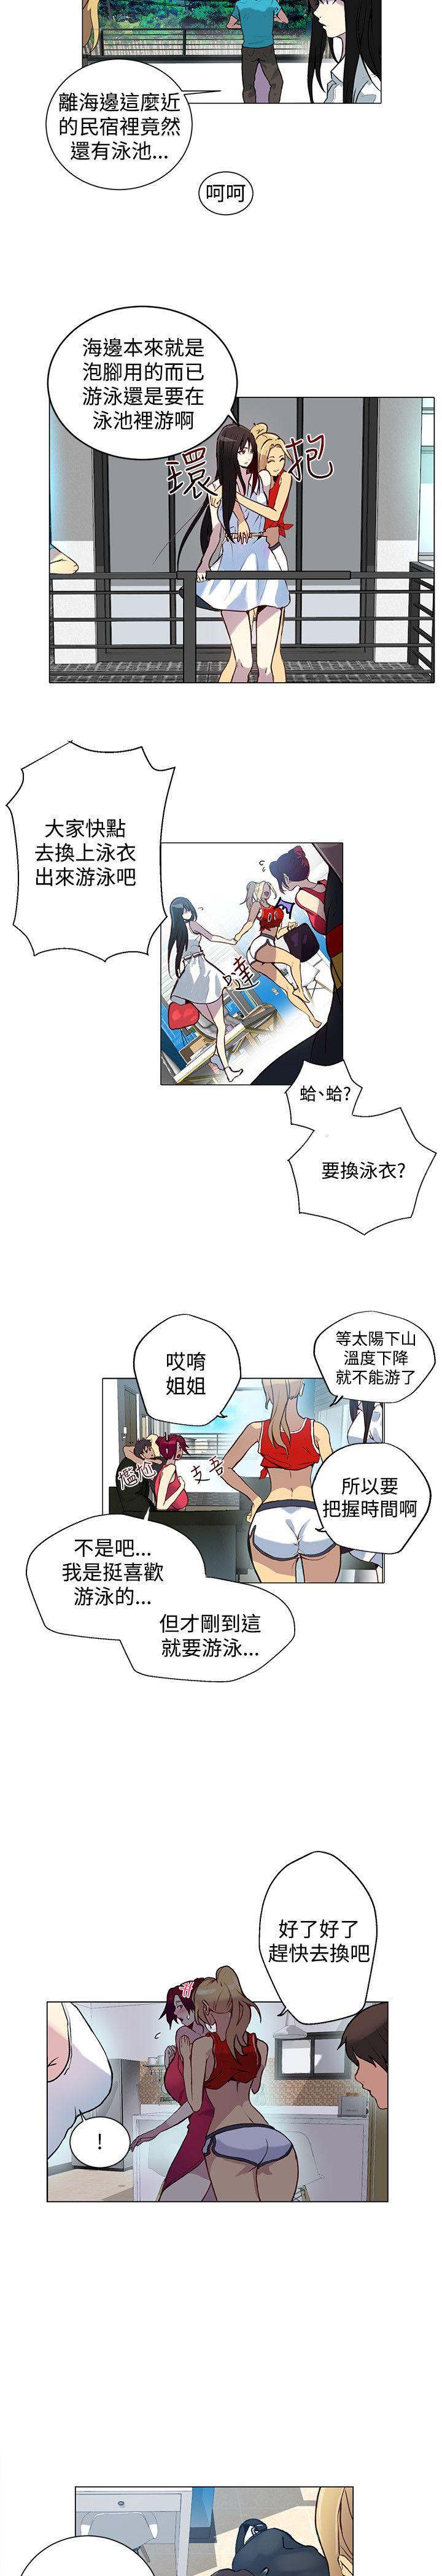 離海邊這麼近
的民宿裡竟然
還有泳池...
呵呵
海邊本來就是
泡腳用的而已
游泳還是要在
泳池裡游啊
環抱
大家快點
去換上泳衣
出來游泳吧
噠
蛤、蛤?
要換泳衣?
哎唷
姐姐
等太陽下山
溫度下降
就不能游了
尷尬
支吾
所以要
把握時間啊
不是吧...
我是挺喜歡
游泳的...
但才剛到這
就要游泳...
好了好了
趕快去換吧
!